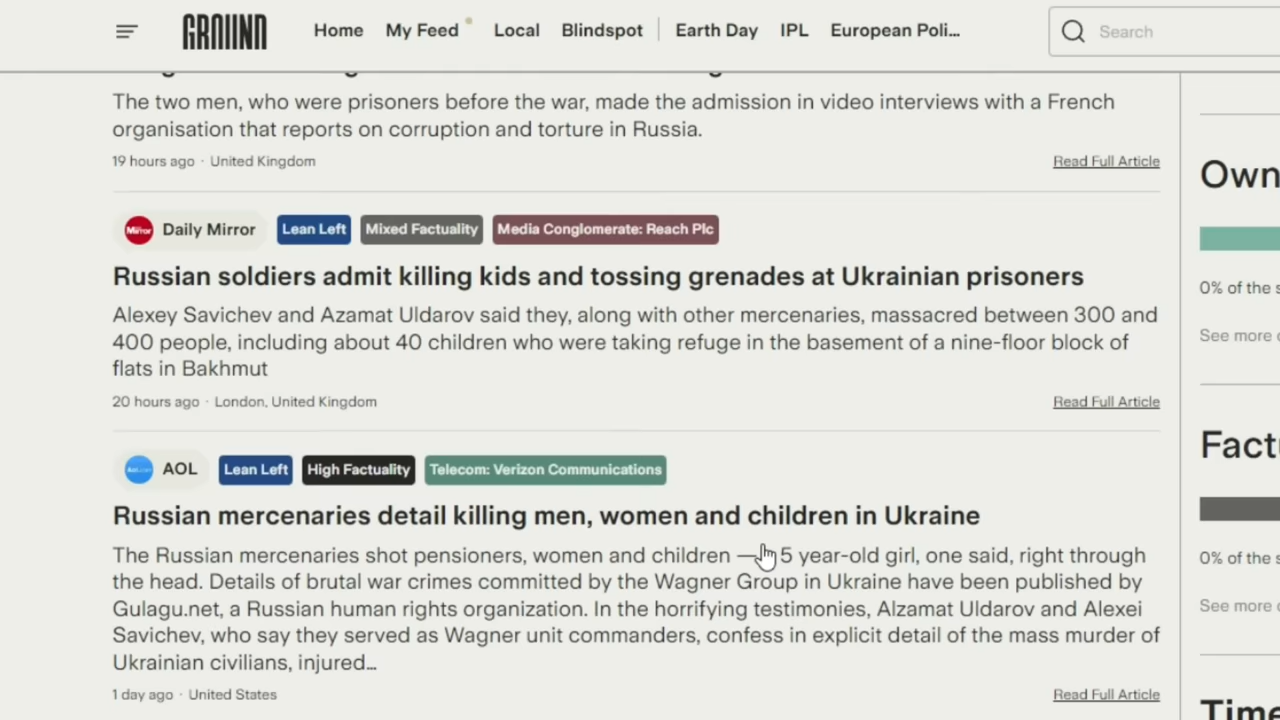 GROUND
Home My Feed Local Blindspot Earth Day IPL European Poli...
Search
The two men, who were prisoners before the war, made the admission in video interviews with a French
organisation that reports on corruption and torture in Russia.
19 hours ago · United Kingdom
Read Full Article
Mirror Daily Mirror Lean Left Mixed Factuality Media Conglomerate: Reach Plc
Russian soldiers admit killing kids and tossing grenades at Ukrainian prisoners
Alexey Savichev and Azamat Uldarov said they, along with other mercenaries, massacred between 300 and
400 people, including about 40 children who were taking refuge in the basement of a nine-floor block of
flats in Bakhmut
20 hours ago · London, United Kingdom
Read Full Article
AOL Lean Left High Factuality Telecom: Verizon Communications
Russian mercenaries detail killing men, women and children in Ukraine
The Russian mercenaries shot pensioners, women and children — 5 year-old girl, one said, right through
the head. Details of brutal war crimes committed by the Wagner Group in Ukraine have been published by
Gulagu.net, a Russian human rights organization. In the horrifying testimonies, Alzamat Uldarov and Alexei
Savichev, who say they served as Wagner unit commanders, confess in explicit detail of the mass murder of
Ukrainian civilians, injured...
1 day ago · United States
Read Full Article
Own
0% of the s
See more
Fact
0% of the s
See more
Time